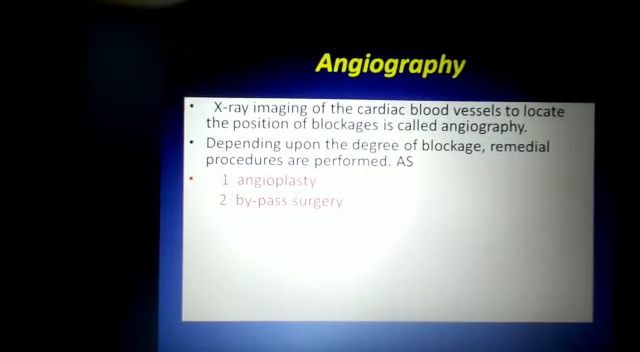 Angiography
• X-ray imaging of the cardiac blood vessels to locate
the position of blockages is called angiography.
• Depending upon the degree of blockage, remedial
procedures are performed. AS
• 1 angioplasty
2 by-pass surgery